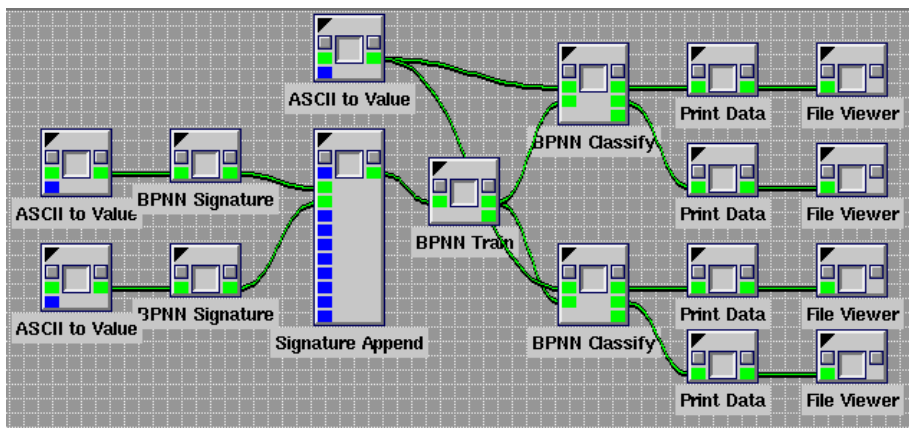 ASCII to Value
BPNN Classify
Print Data
File Viewer
ASCII to Value
BPNN Signature
BPNN Train
Print Data
File Viewer
ASCII to Value
BPNN Signature
Signature Append
BPNN Classify
Print Data
File Viewer
Print Data
File Viewer